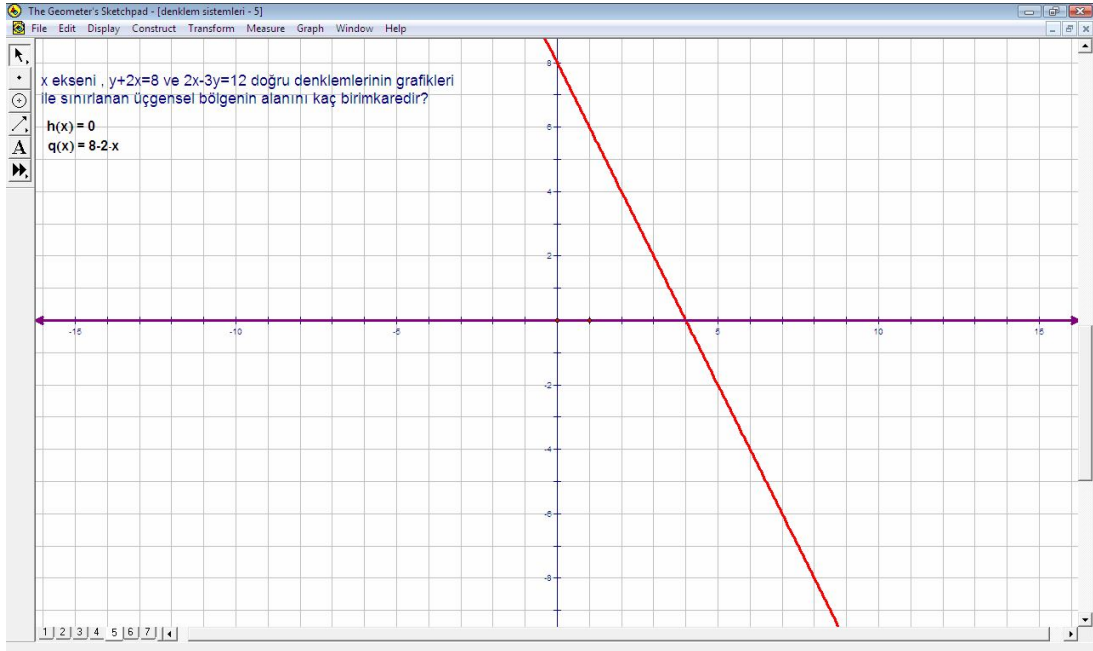 The Geometer's Sketchpad - [denklem sistemleri - 5]
File Edit Display Construct Transform Measure Graph Window Help
A
x ekseni , y+2x=8 ve 2x-3y=12 doğru denklemlerinin grafikleri
ile sınırlanan üçgensel bölgenin alanını kaç birimkaredir?
h(x) = 0
q(x) = 8-2·x
8
6
4
2
-15 -10 -5 5 10 15
-2
-4
-6
-8
1 2 3 4 5 6 7